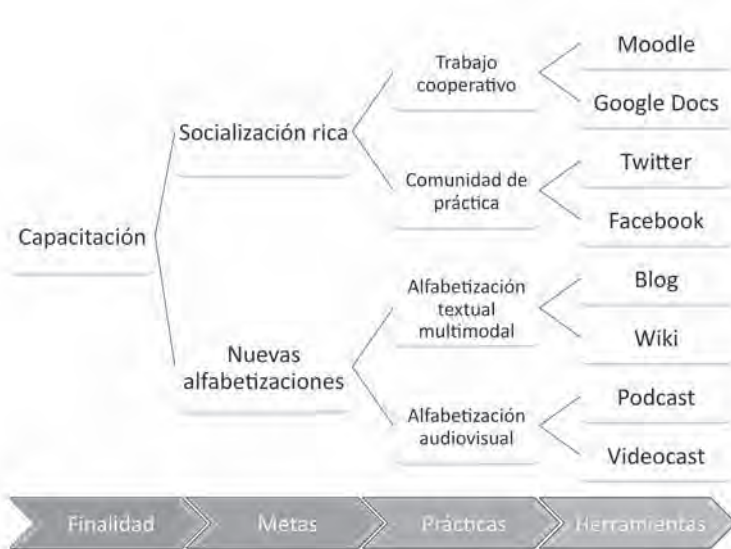 Capacitación
Socialización rica
Trabajo
cooperativo
Moodle
Google Docs
Comunidad de
práctica
Twitter
Facebook
Nuevas
alfabetizaciones
Alfabetización
textual
multimodal
Blog
Wiki
Alfabetización
audiovisual
Podcast
Videocast
Finalidad
Metas
Prácticas
Herramientas